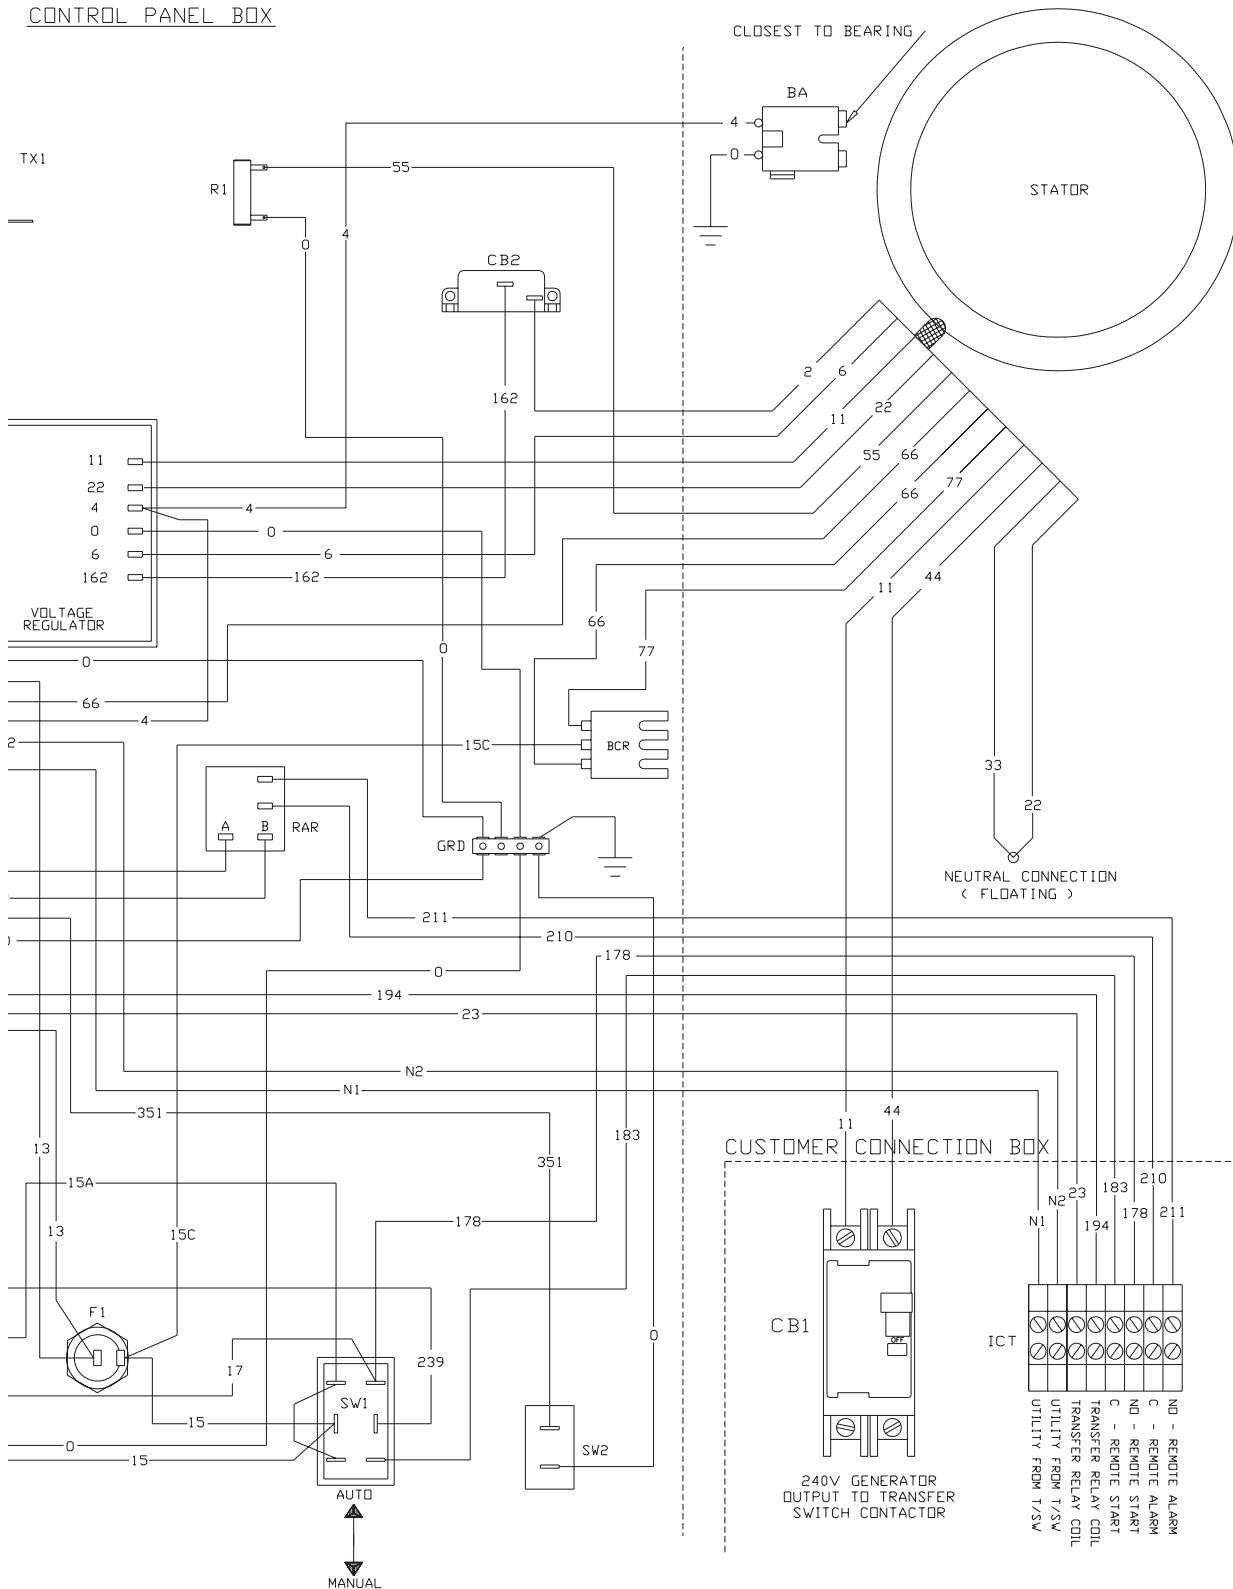 CONTROL PANEL BOX
CLOSEST TO BEARING
BA
4
0
TX1
R1
55
STATOR
0
4
CB2
2
6
162
11
22
55
66
66
77
11
22
4
4
0
0
6
6
162
162
VOLTAGE
REGULATOR
11
44
66
0
77
0
66
4
2
15C
BCR
33
22
A
B
RAR
GRD
NEUTRAL CONNECTION
( FLOATING )
211
210
178
0
194
23
N2
N1
351
11
44
183
13
CUSTOMER CONNECTION BOX
351
15A
N1
N2
23
194
183
178
210
211
13
15C
178
F1
CB1
OFF
ICT
0
17
239
SW1
15
0
15
SW2
AUTO
MANUAL
240V GENERATOR
OUTPUT TO TRANSFER
SWITCH CONTACTOR
UTILITY FROM T/SW
UTILITY FROM T/SW
TRANSFER RELAY COIL
TRANSFER RELAY COIL
C - REMOTE START
NO - REMOTE START
C - REMOTE ALARM
NO - REMOTE ALARM